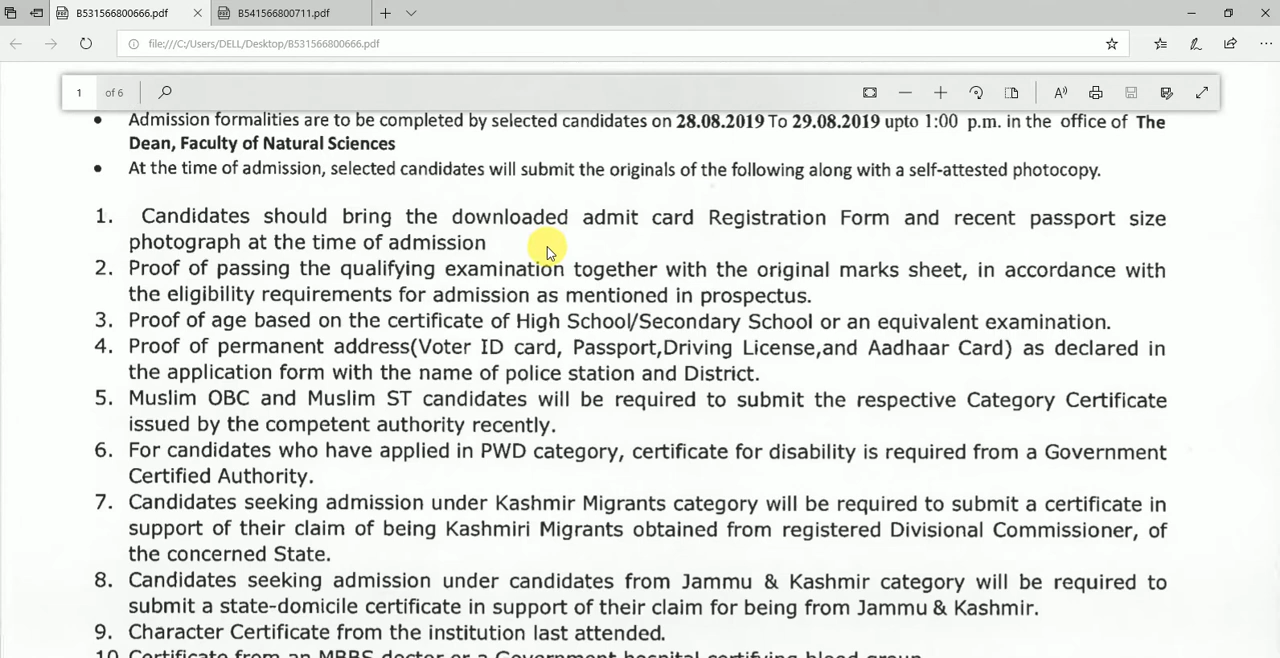 B531566800666.pdf
B541566800711.pdf
file:///C:/Users/DELL/Desktop/B531566800666.pdf
1 of 6
• Admission formalities are to be completed by selected candidates on 28.08.2019 To 29.08.2019 upto 1:00 p.m. in the office of The
Dean, Faculty of Natural Sciences
• At the time of admission, selected candidates will submit the originals of the following along with a self-attested photocopy.
1. Candidates should bring the downloaded admit card Registration Form and recent passport size
photograph at the time of admission
2. Proof of passing the qualifying examination together with the original marks sheet, in accordance with
the eligibility requirements for admission as mentioned in prospectus.
3. Proof of age based on the certificate of High School/Secondary School or an equivalent examination.
4. Proof of permanent address(Voter ID card, Passport,Driving License,and Aadhaar Card) as declared in
the application form with the name of police station and District.
5. Muslim OBC and Muslim ST candidates will be required to submit the respective Category Certificate
issued by the competent authority recently.
6. For candidates who have applied in PWD category, certificate for disability is required from a Government
Certified Authority.
7. Candidates seeking admission under Kashmir Migrants category will be required to submit a certificate in
support of their claim of being Kashmiri Migrants obtained from registered Divisional Commissioner, of
the concerned State.
8. Candidates seeking admission under candidates from Jammu & Kashmir category will be required to
submit a state-domicile certificate in support of their claim for being from Jammu & Kashmir.
9. Character Certificate from the institution last attended.
10. Certificate from an MBBS doctor or a Government hospital certifying blood group